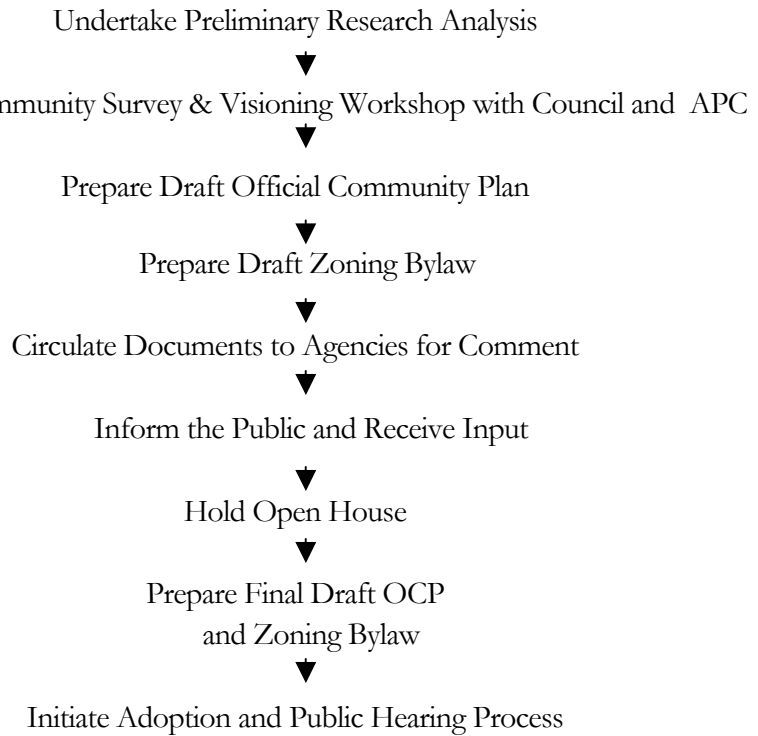 Undertake Preliminary Research Analysis
mmunity Survey & Visioning Workshop with Council and APC
Prepare Draft Official Community Plan
Prepare Draft Zoning Bylaw
Circulate Documents to Agencies for Comment
Inform the Public and Receive Input
Hold Open House
Prepare Final Draft OCP
and Zoning Bylaw
Initiate Adoption and Public Hearing Process